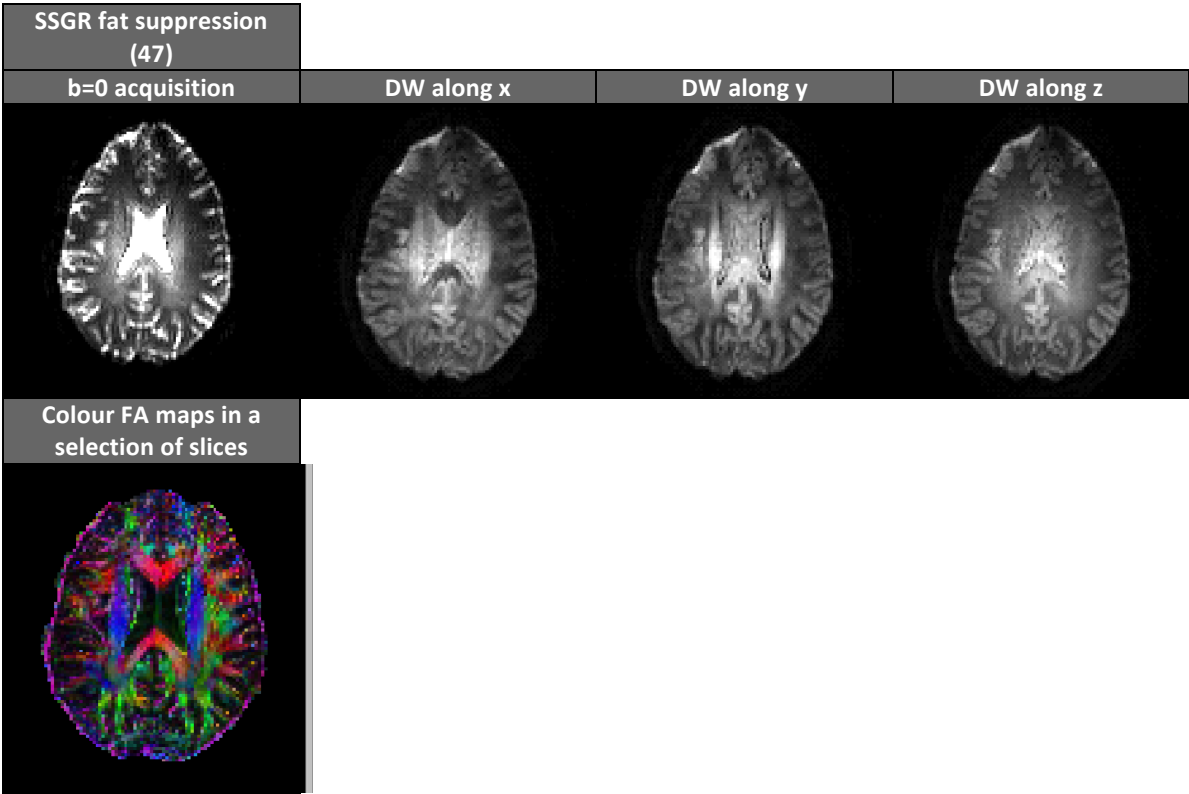 SSGR fat suppression
(47)
b=0 acquisition
DW along x
DW along y
DW along z
Colour FA maps in a
selection of slices